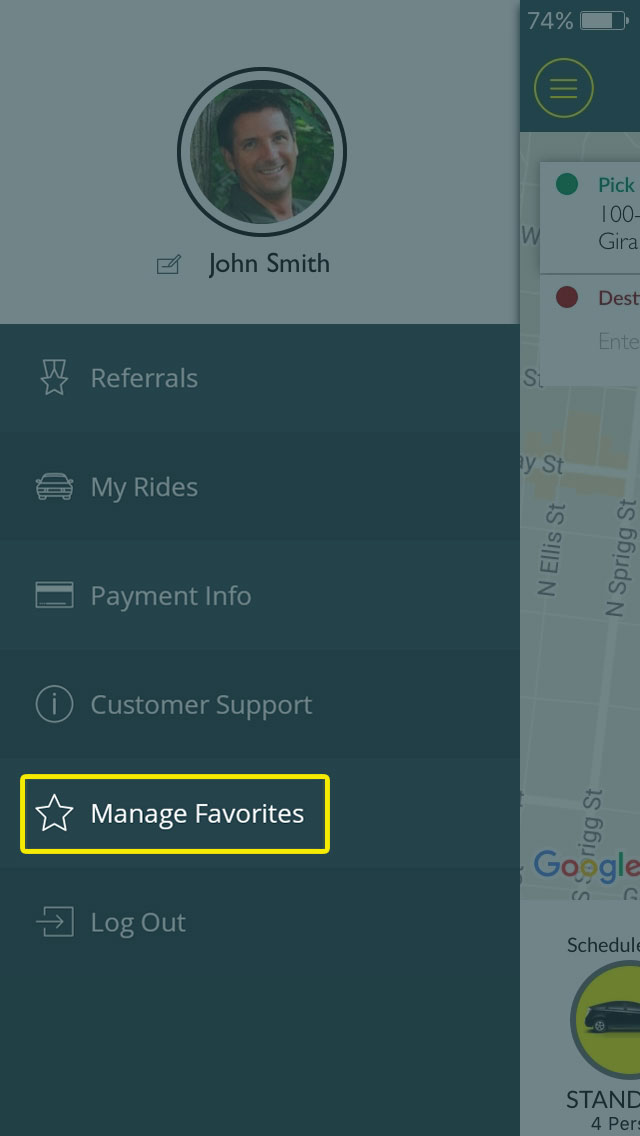 74%
John Smith
Referrals
My Rides
Payment Info
Customer Support
Manage Favorites
Log Out
Pick
100-
Gira
Dest
Ente
W
St
ay St
N Ellis St
N Sprigg St
S Sprigg St
Google
G
Schedule
STAND
4 Pers